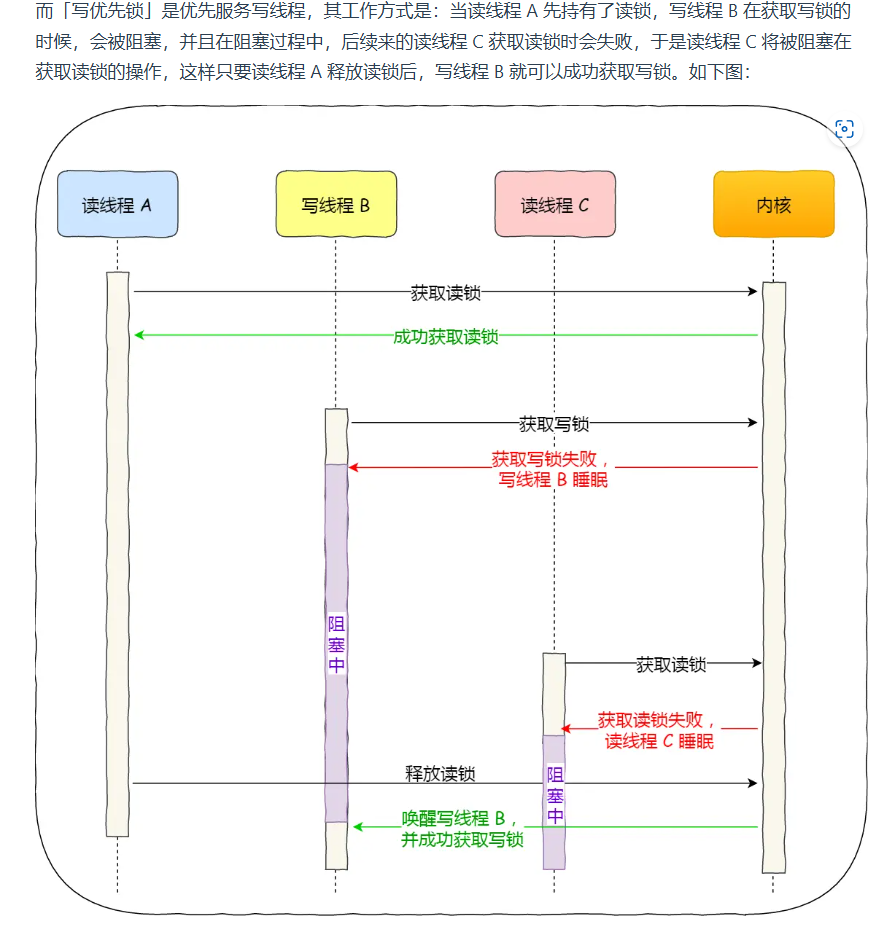 而「写优先锁」是优先服务写线程，其工作方式是：当读线程 A 先持有了读锁，写线程 B 在获取写锁的
时候，会被阻塞，并且在阻塞过程中，后续来的读线程 C 获取读锁时会失败，于是读线程 C 将被阻塞在
获取读锁的操作，这样只要读线程 A 释放读锁后，写线程 B 就可以成功获取写锁。如下图：
读线程 A
写线程 B
读线程 C
内核
获取读锁
成功获取读锁
获取写锁
获取写锁失败，
写线程 B 睡眠
阻塞中
获取读锁
获取读锁失败，
读线程 C 睡眠
释放读锁
阻塞中
唤醒写线程 B，
并成功获取写锁